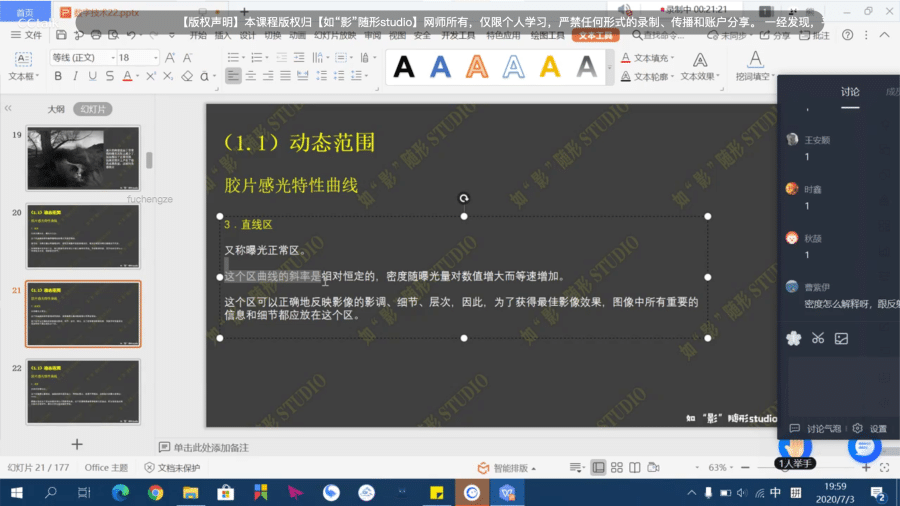 【版权声明】本课程版权归【如"影"随形studio】网师所有，仅限个人学习，严禁任何形式的录制、传播和账户分享。一经发现，
首页
数字技术22.pptx
录制中 00:21:21
文件
开始
插入
设计
切换
动画
幻灯片放映
审阅
视图
安全
开发工具
特色应用
绘图工具
文本工具
查找命令...
未同步
分享
批注
文本框
等线 (正文)
18
文本填充
文本轮廓
文本效果
挖词填空
大纲
幻灯片
19
20
21
22
fuchengze
（1.1）动态范围
胶片感光特性曲线
3．直线区
又称曝光正常区。
这个区曲线的斜率是相对恒定的，密度随曝光量对数值增大而等速增加。
这个区可以正确地反映影像的影调、细节、层次，因此，为了获得最佳影像效果，图像中所有重要的
信息和细节都应放在这个区。
如"影"随形studio
讨论
王安颖
1
时鑫
1
秋颉
1
曹紫伊
密度怎么解释呀，跟反
讨论气泡
设置
1人举手
单击此处添加备注
幻灯片 21 / 177
Office 主题
文档未保护
智能排版
63%
中
19:59
2020/7/3